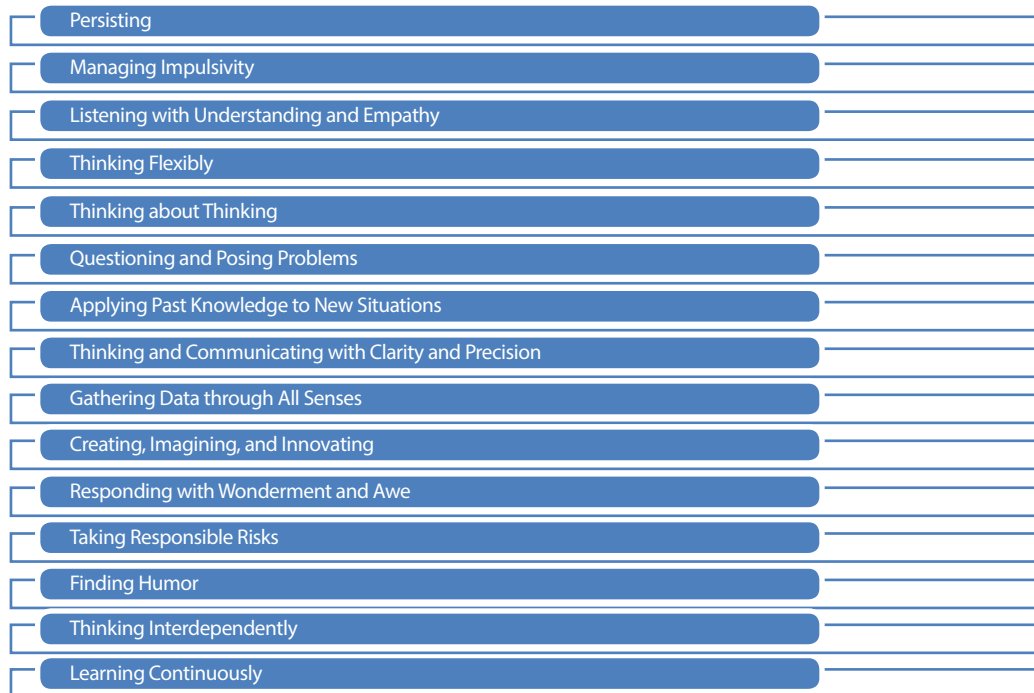 Persisting
Managing Impulsivity
Listening with Understanding and Empathy
Thinking Flexibly
Thinking about Thinking
Questioning and Posing Problems
Applying Past Knowledge to New Situations
Thinking and Communicating with Clarity and Precision
Gathering Data through All Senses
Creating, Imagining, and Innovating
Responding with Wonderment and Awe
Taking Responsible Risks
Finding Humor
Thinking Interdependently
Learning Continuously